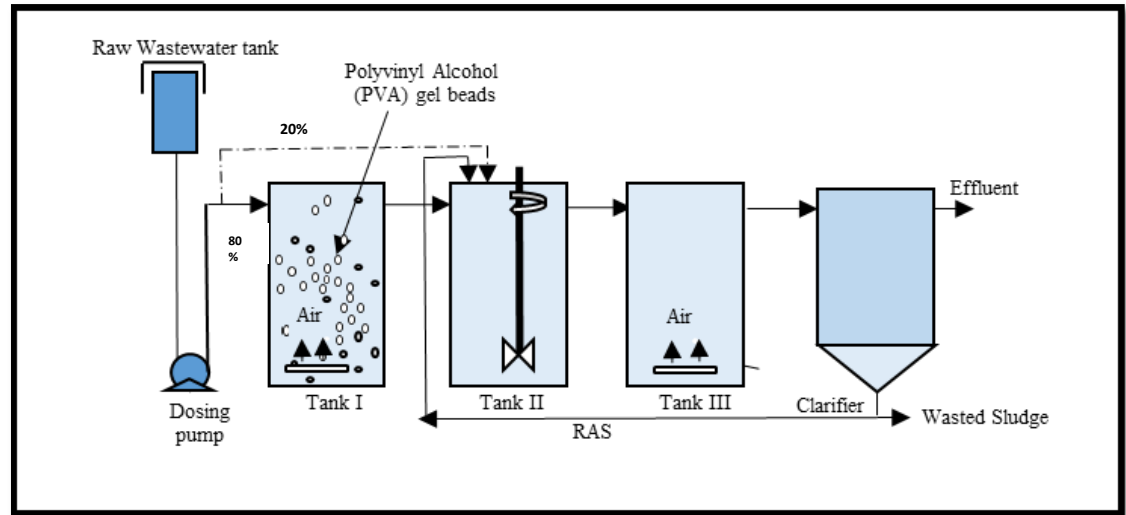 Raw Wastewater tank
Polyvinyl Alcohol
(PVA) gel beads
20%
Effluent
80
%
Air
Air
Tank I
Tank II
Tank III
Clarifier
Dosing
pump
RAS
Wasted Sludge